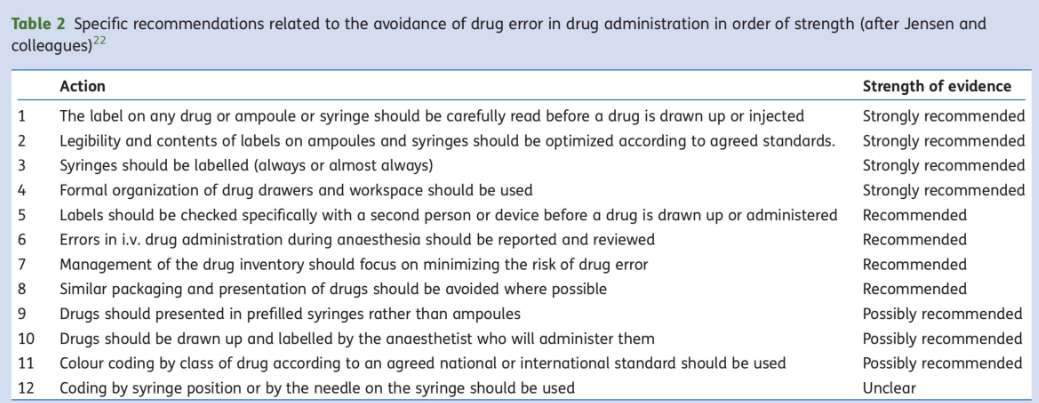 Table 2 Specific recommendations related to the avoidance of drug error in drug administration in order of strength (after Jensen and
colleagues)22
Action Strength of evidence
1 The label on any drug or ampoule or syringe should be carefully read before a drug is drawn up or injected Strongly recommended
2 Legibility and contents of labels on ampoules and syringes should be optimized according to agreed standards. Strongly recommended
3 Syringes should be labelled (always or almost always) Strongly recommended
4 Formal organization of drug drawers and workspace should be used Strongly recommended
5 Labels should be checked specifically with a second person or device before a drug is drawn up or administered Recommended
6 Errors in i.v. drug administration during anaesthesia should be reported and reviewed Recommended
7 Management of the drug inventory should focus on minimizing the risk of drug error Recommended
8 Similar packaging and presentation of drugs should be avoided where possible Recommended
9 Drugs should presented in prefilled syringes rather than ampoules Possibly recommended
10 Drugs should be drawn up and labelled by the anaesthetist who will administer them Possibly recommended
11 Colour coding by class of drug according to an agreed national or international standard should be used Possibly recommended
12 Coding by syringe position or by the needle on the syringe should be used Unclear